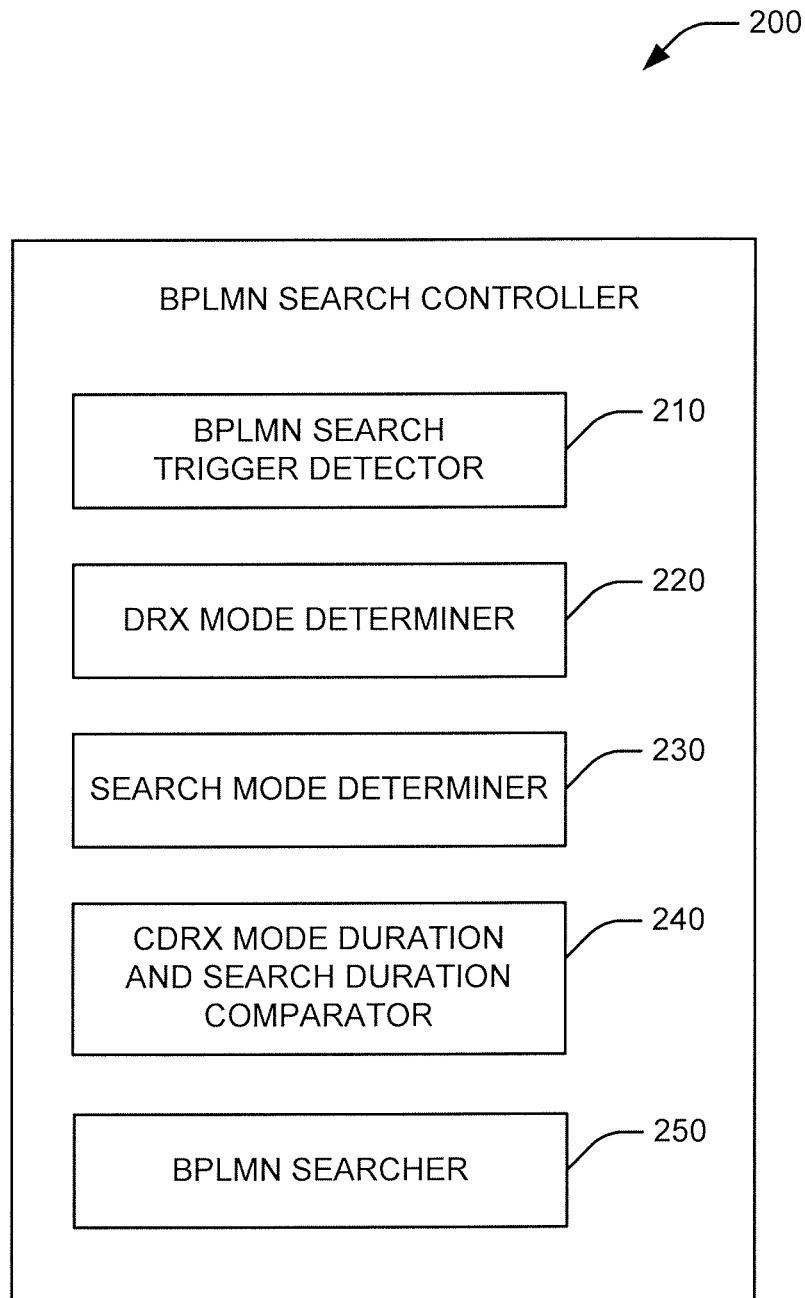 200
BPLMN SEARCH CONTROLLER
BPLMN SEARCH
TRIGGER DETECTOR
210
DRX MODE DETERMINER
220
SEARCH MODE DETERMINER
230
CDRX MODE DURATION
AND SEARCH DURATION
COMPARATOR
240
BPLMN SEARCHER
250